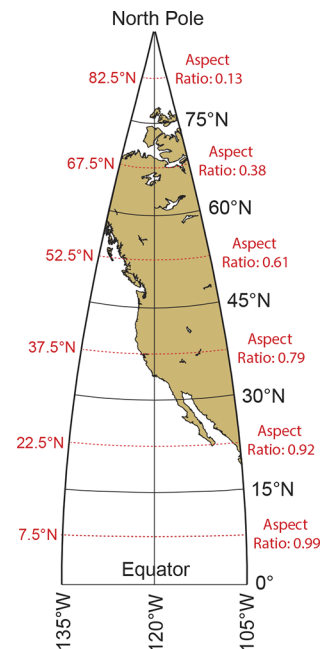 North Pole
82.5°N
Aspect
Ratio: 0.13
75°N
67.5°N
Aspect
Ratio: 0.38
60°N
52.5°N
Aspect
Ratio: 0.61
45°N
37.5°N
Aspect
Ratio: 0.79
30°N
22.5°N
Aspect
Ratio: 0.92
15°N
7.5°N
Aspect
Ratio: 0.99
Equator
0°
135°W
120°W
105°W